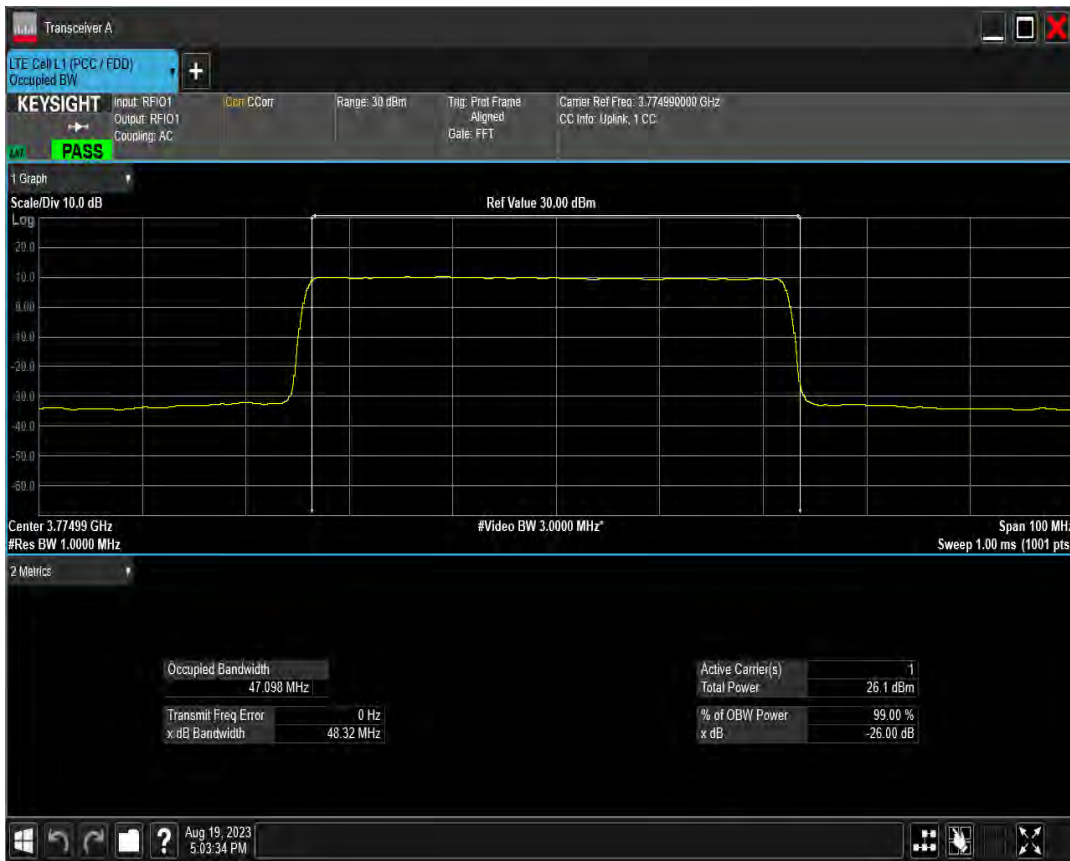 Transceiver A
LTE Cell L1 (PCC / FDD)
Occupied BW
+
KEYSIGHT
Input: RFIO1
Output: RFIO1
Coupling: AC
PASS
Corr CCorr
Range: 30 dBm
Trig: Prot Frame
Aligned
Gate: FFT
Carrier Ref Freq: 3.774990000 GHz
CC Info: Uplink, 1 CC
1 Graph
Scale/Div 10.0 dB
Ref Value 30.00 dBm
Log
20.0
10.0
0.00
-10.0
-20.0
-30.0
-40.0
-50.0
-60.0
Center 3.77499 GHz
#Video BW 3.0000 MHz*
Span 100 MHz
#Res BW 1.0000 MHz
Sweep 1.00 ms (1001 pts
2 Metrics
Occupied Bandwidth
47.098 MHz
Transmit Freq Error 0 Hz
x dB Bandwidth 48.32 MHz
Active Carrier(s) 1
Total Power 26.1 dBm
% of OBW Power 99.00 %
x dB -26.00 dB
?
Aug 19, 2023
5:03:34 PM